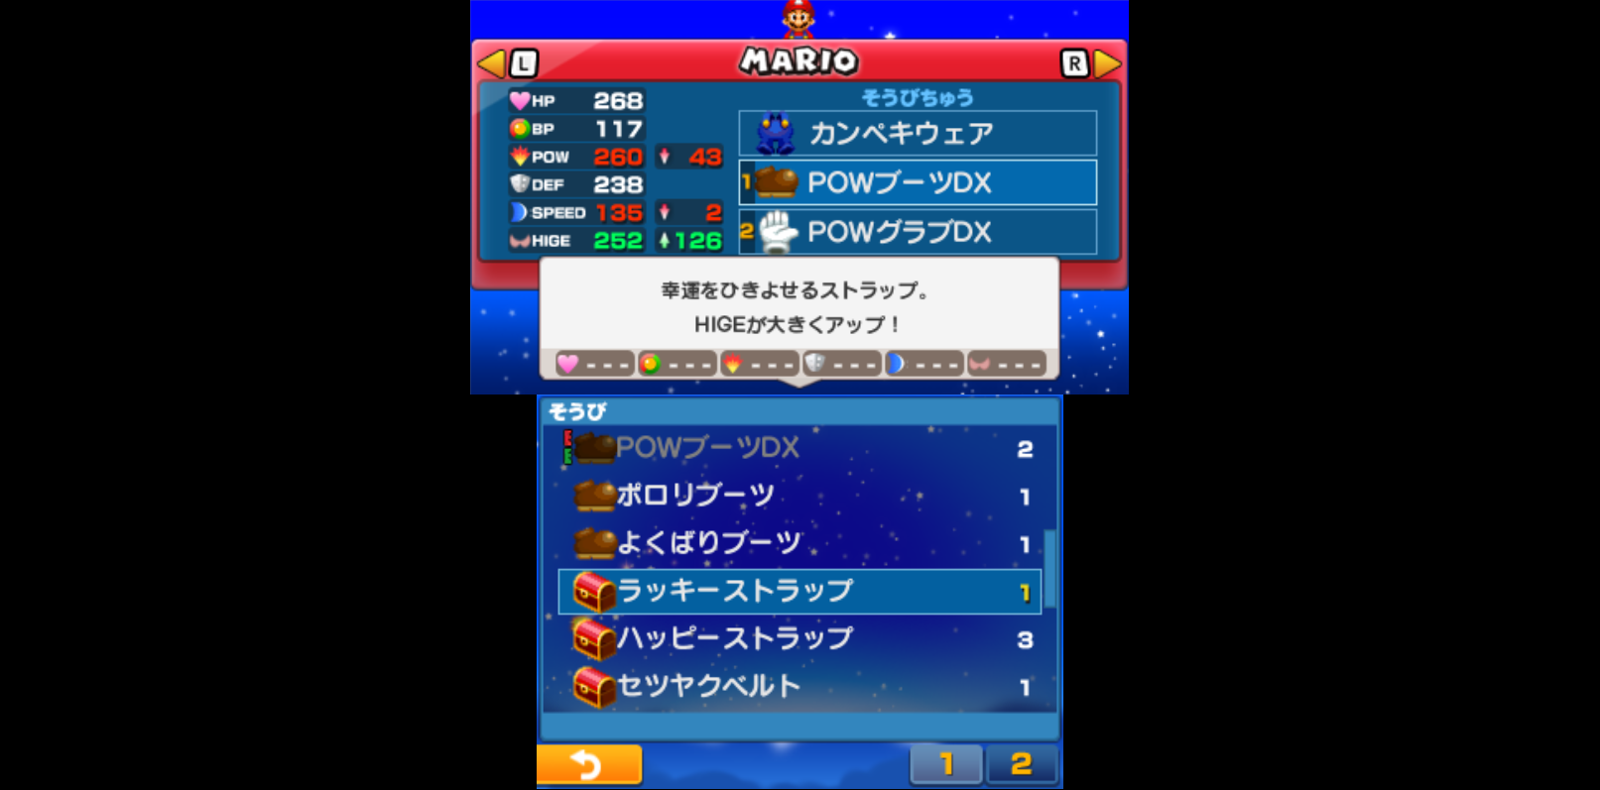 L
MARIO
R
HP 268
BP 117
POW 260 43
DEF 238
SPEED 135 2
HIGE 252 126
そうびちゅう
カンペキウェア
1 POWブーツDX
2 POWグラブDX
幸運をひきよせるストラップ。
HIGEが大きくアップ！
--- --- --- --- --- ---
そうび
E E POWブーツDX 2
ポロリブーツ 1
よくばりブーツ 1
ラッキーストラップ 1
ハッピーストラップ 3
セツヤクベルト 1
1 2